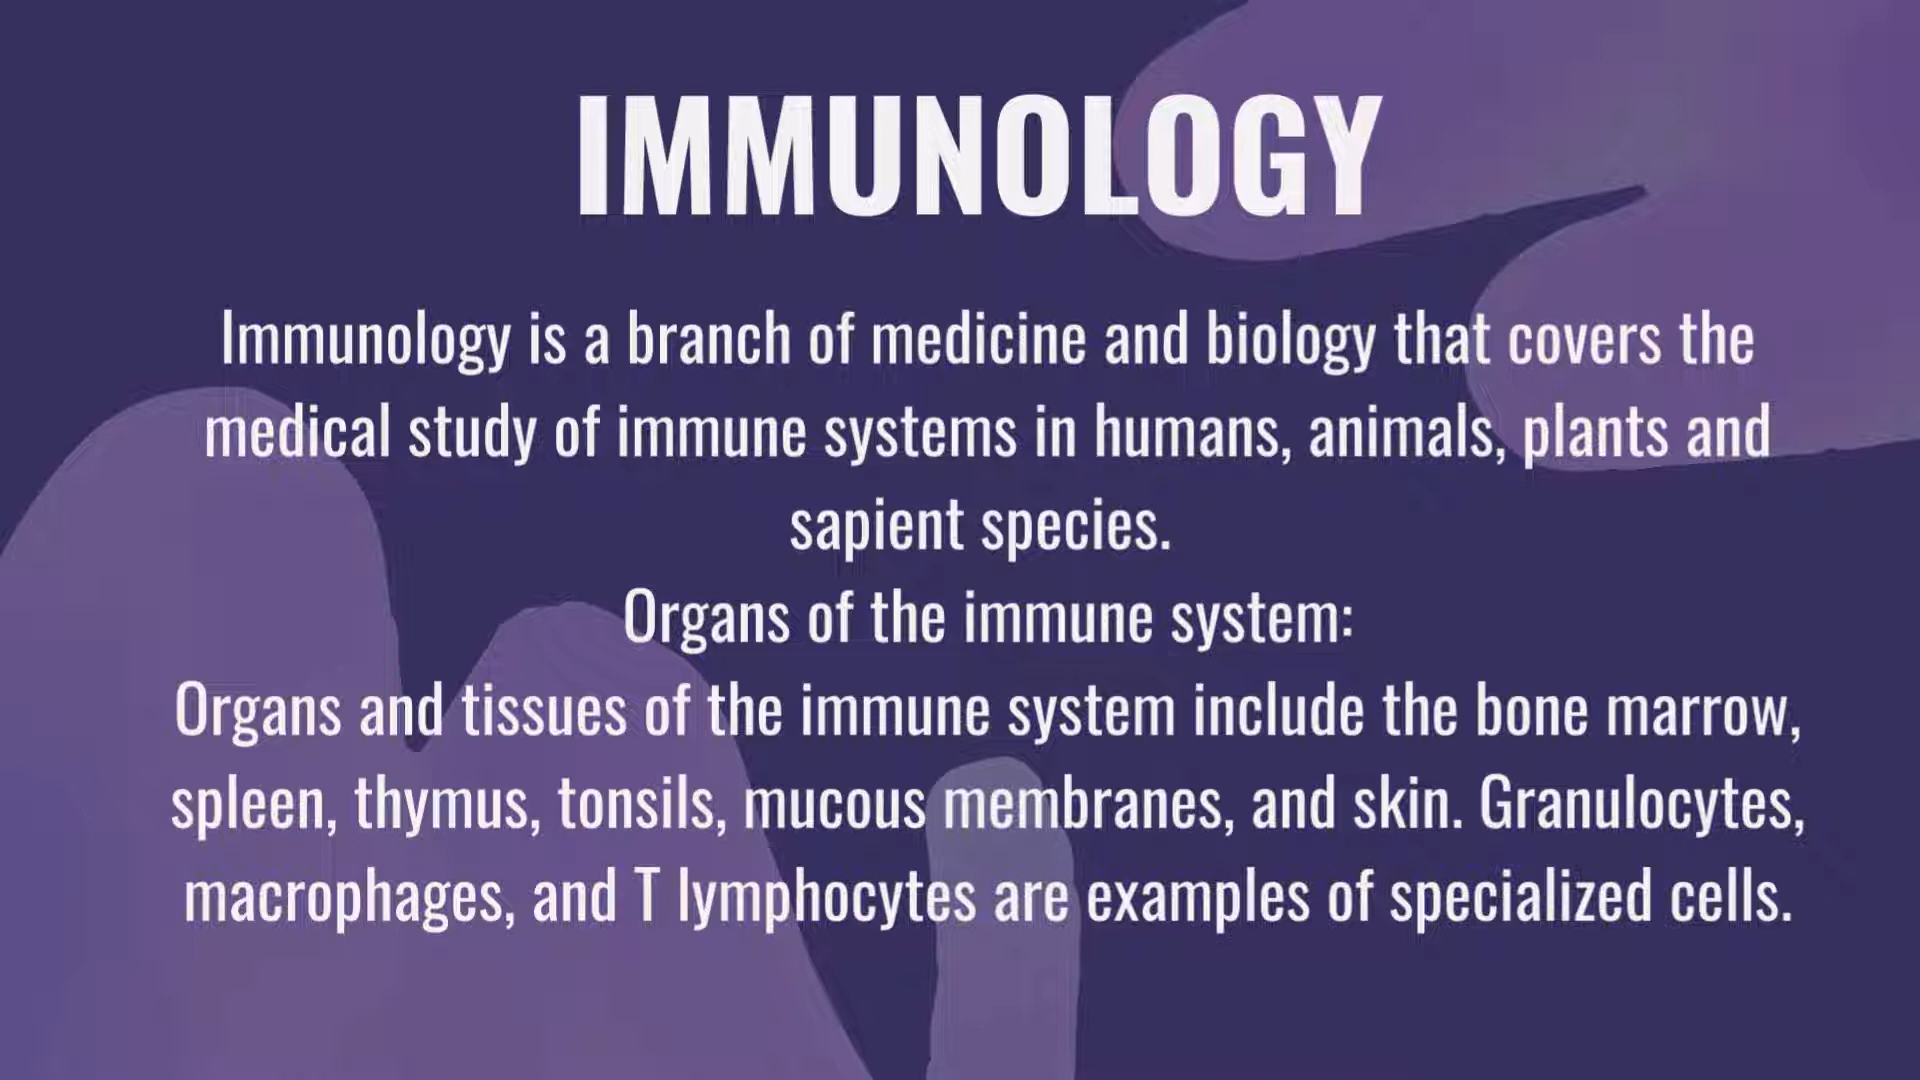 IMMUNOLOGY
Immunology is a branch of medicine and biology that covers the
medical study of immune systems in humans, animals, plants and
sapient species.
Organs of the immune system:
Organs and tissues of the immune system include the bone marrow,
spleen, thymus, tonsils, mucous membranes, and skin. Granulocytes,
macrophages, and T lymphocytes are examples of specialized cells.